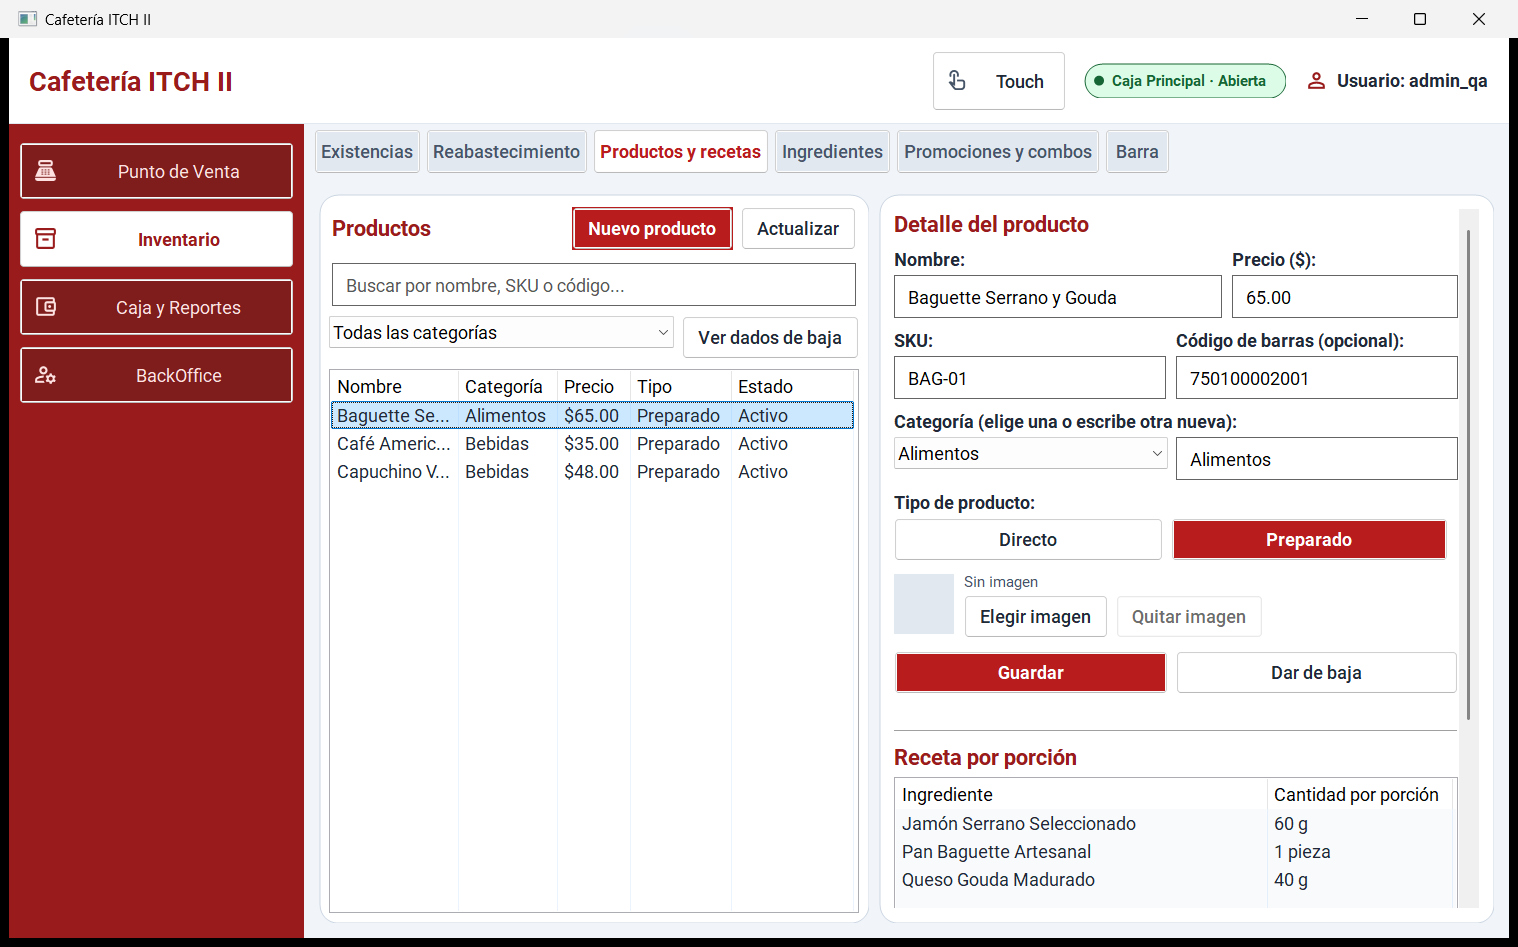 Cafetería ITCH II
Cafetería ITCH II
Touch
Caja Principal · Abierta
Usuario: admin_qa
Punto de Venta
Inventario
Caja y Reportes
BackOffice
Existencias
Reabastecimiento
Productos y recetas
Ingredientes
Promociones y combos
Barra
Productos
Nuevo producto
Actualizar
Buscar por nombre, SKU o código...
Todas las categorías
Ver dados de baja
Nombre Categoría Precio Tipo Estado
Baguette Se... Alimentos $65.00 Preparado Activo
Café Americ... Bebidas $35.00 Preparado Activo
Capuchino V... Bebidas $48.00 Preparado Activo
Detalle del producto
Nombre: Precio ($):
Baguette Serrano y Gouda 65.00
SKU: Código de barras (opcional):
BAG-01 750100002001
Categoría (elige una o escribe otra nueva):
Alimentos Alimentos
Tipo de producto:
Directo Preparado
Sin imagen
Elegir imagen Quitar imagen
Guardar Dar de baja
Receta por porción
Ingrediente Cantidad por porción
Jamón Serrano Seleccionado 60 g
Pan Baguette Artesanal 1 pieza
Queso Gouda Madurado 40 g